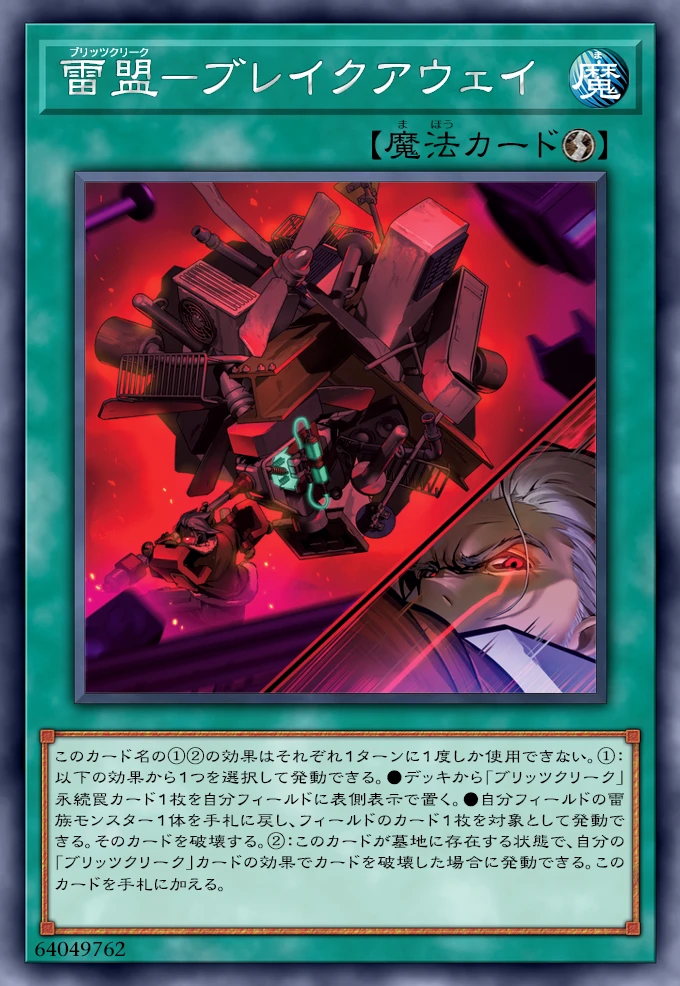 ブリッツクリーク
雷盟－ブレイクアウェイ
ま
魔
ま ほう
【魔法カード】
このカード名の①②の効果はそれぞれ1ターンに1度しか使用できない。①：
以下の効果から1つを選択して発動できる。●デッキから「ブリッツクリーク」
永続罠カード1枚を自分フィールドに表側表示で置く。●自分フィールドの雷
族モンスター1体を手札に戻し、フィールドのカード1枚を対象として発動で
きる。そのカードを破壊する。②：このカードが墓地に存在する状態で、自分の
「ブリッツクリーク」カードの効果でカードを破壊した場合に発動できる。この
カードを手札に加える。
64049762